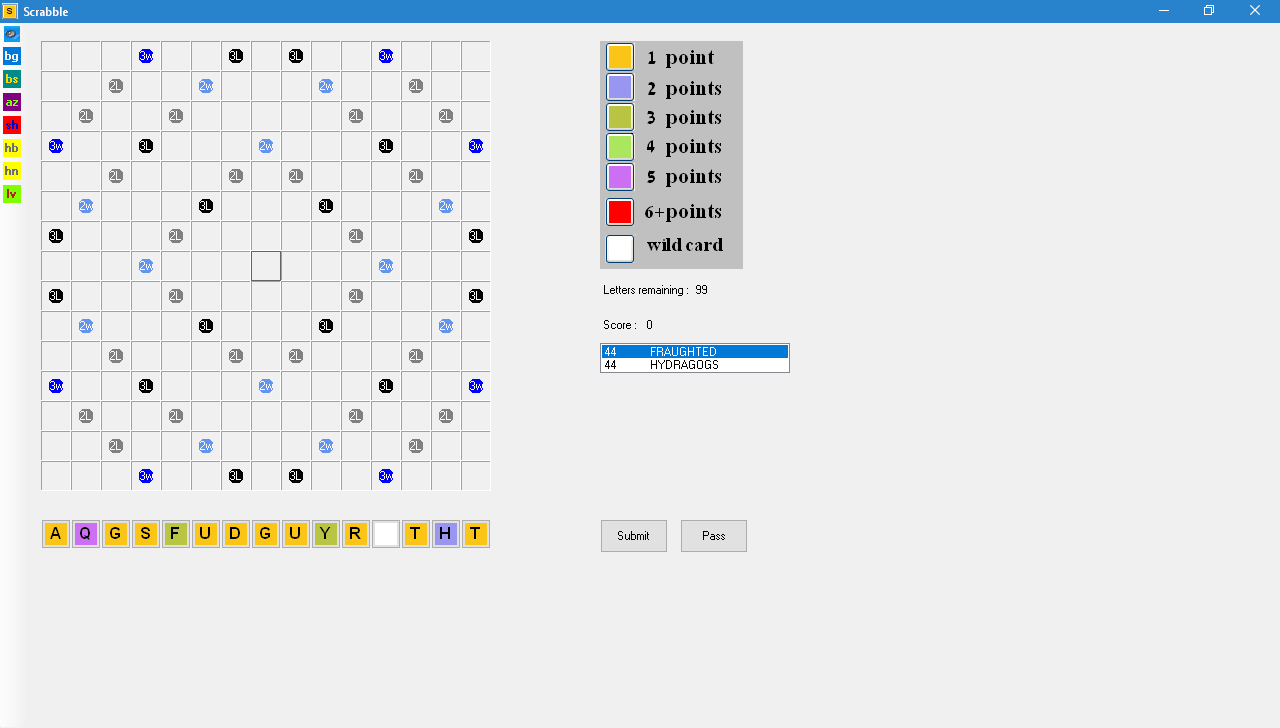 S Scrabble
bg
bs
az
sh
hb
hn
lv
3W 3L 3L 3W
2L 2W 2W 2L
2L 2L 2L 2L
3W 3L 2W 3L 3W
2L 2L 2L 2L
2W 3L 3L 2W
3L 2L 2L 3L
2W 2W
3L 2L 2L 3L
2W 3L 3L 2W
2L 2L 2L 2L
3W 3L 2W 3L 3W
2L 2L 2L 2L
2L 2W 2W 2L
3W 3L 3L 3W
A Q G S F U D G U Y R T H T
1 point
2 points
3 points
4 points
5 points
6+points
wild card
Letters remaining : 99
Score : 0
44 FRAUGHTED
44 HYDRAGOGS
Submit Pass